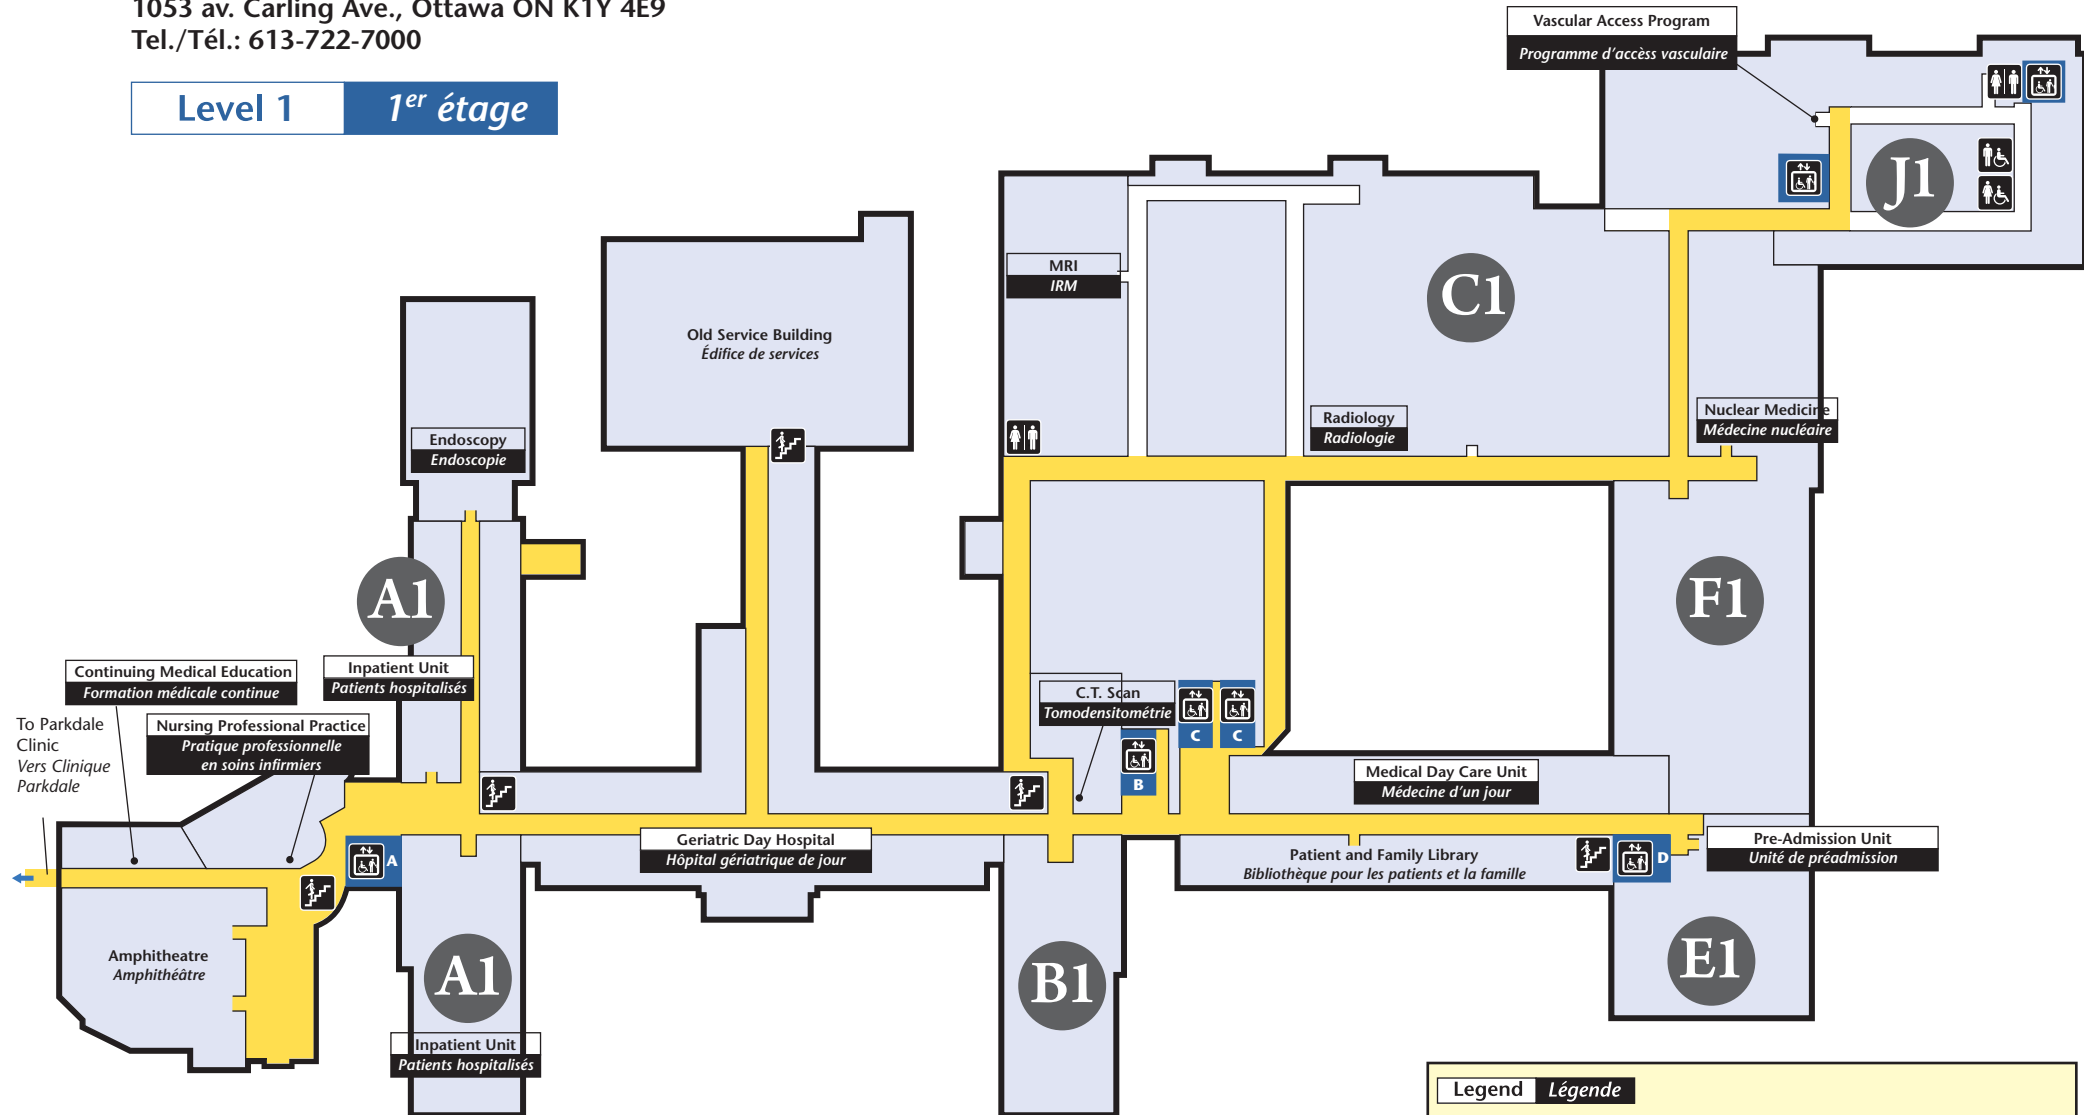 1053 av. Carling Ave., Ottawa ON K1Y 4E9
Tel./Tél.: 613-722-7000
Level 1
1er étage
Vascular Access Program
Programme d'accès vasculaire
J1
MRI
IRM
C1
Old Service Building
Édifice de services
Radiology
Radiologie
Nuclear Medicine
Médecine nucléaire
Endoscopy
Endoscopie
A1
F1
Continuing Medical Education
Formation médicale continue
Inpatient Unit
Patients hospitalisés
To Parkdale
Clinic
Vers Clinique
Parkdale
Nursing Professional Practice
Pratique professionnelle
en soins infirmiers
C.T. Scan
Tomodensitométrie
C
C
B
Medical Day Care Unit
Médecine d'un jour
Geriatric Day Hospital
Hôpital gériatrique de jour
A
Patient and Family Library
Bibliothèque pour les patients et la famille
D
Pre-Admission Unit
Unité de préadmission
Amphitheatre
Amphithéâtre
A1
B1
E1
Inpatient Unit
Patients hospitalisés
Legend
Légende